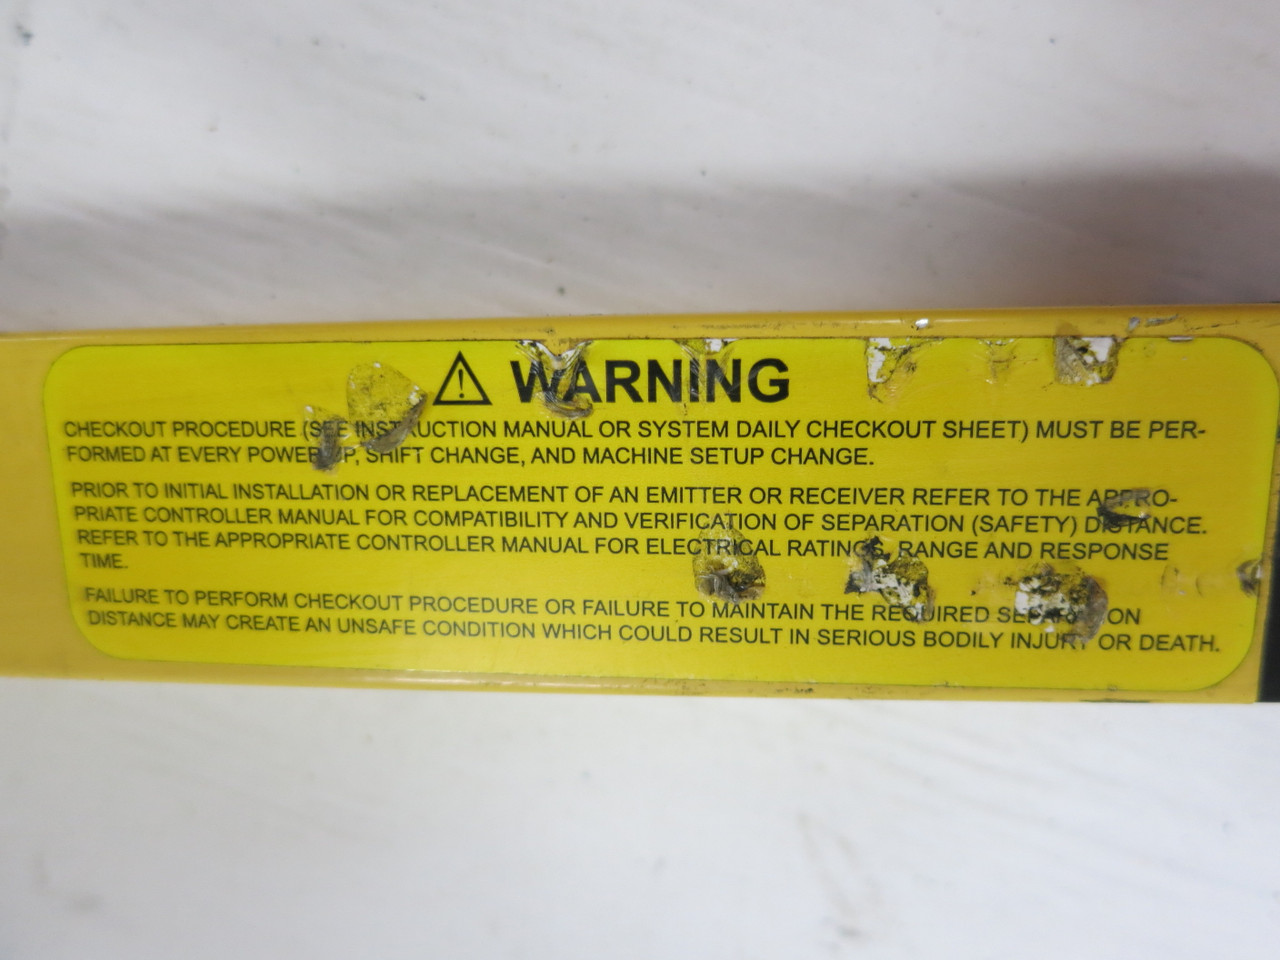 WARNING
CHECKOUT PROCEDURE (SEE INSTRUCTION MANUAL OR SYSTEM DAILY CHECKOUT SHEET) MUST BE PER-
FORMED AT EVERY POWER UP, SHIFT CHANGE, AND MACHINE SETUP CHANGE.
PRIOR TO INITIAL INSTALLATION OR REPLACEMENT OF AN EMITTER OR RECEIVER REFER TO THE APPRO-
PRIATE CONTROLLER MANUAL FOR COMPATIBILITY AND VERIFICATION OF SEPARATION (SAFETY) DISTANCE.
REFER TO THE APPROPRIATE CONTROLLER MANUAL FOR ELECTRICAL RATINGS, RANGE AND RESPONSE
TIME.
FAILURE TO PERFORM CHECKOUT PROCEDURE OR FAILURE TO MAINTAIN THE REQUIRED SEPARATION
DISTANCE MAY CREATE AN UNSAFE CONDITION WHICH COULD RESULT IN SERIOUS BODILY INJURY OR DEATH.